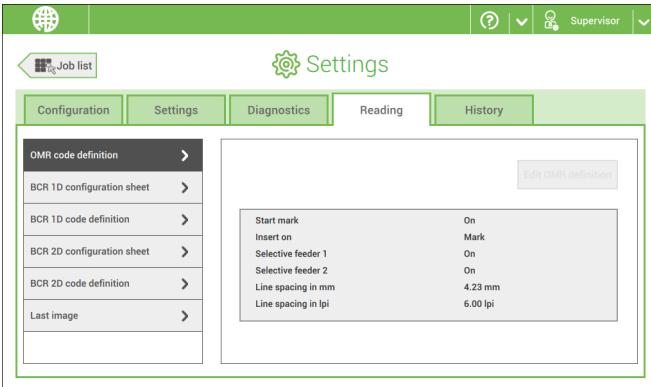 Supervisor
Job list
Settings
Configuration
Settings
Diagnostics
Reading
History
OMR code definition
BCR 1D configuration sheet
BCR 1D code definition
BCR 2D configuration sheet
BCR 2D code definition
Last image
Edit OMR definition
Start mark On
Insert on Mark
Selective feeder 1 On
Selective feeder 2 On
Line spacing in mm 4.23 mm
Line spacing in lpi 6.00 lpi